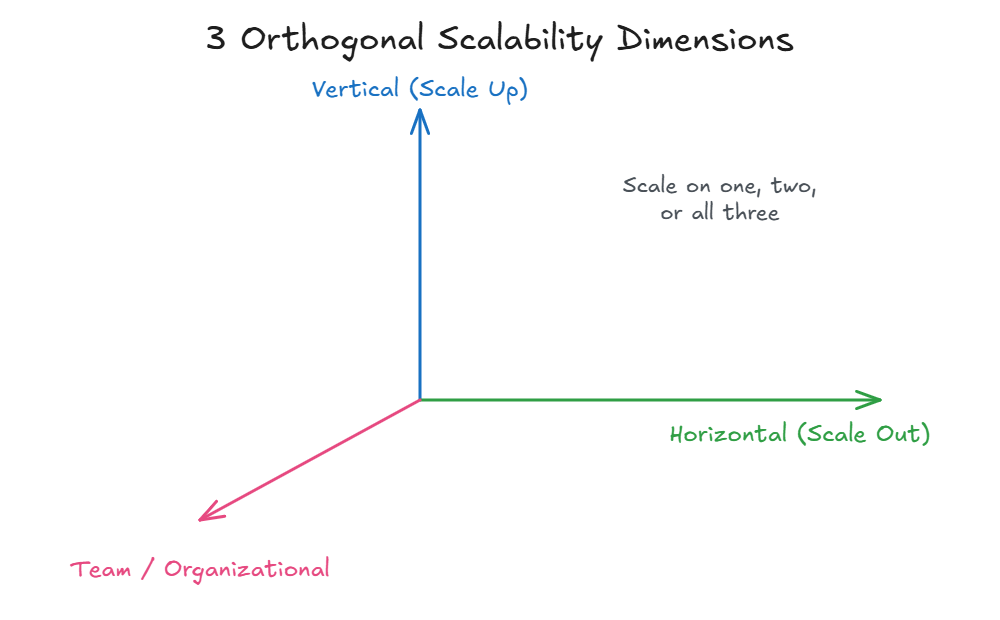 3 Orthogonal Scalability Dimensions
Vertical (Scale Up)
Scale on one, two,
or all three
Horizontal (Scale Out)
Team / Organizational